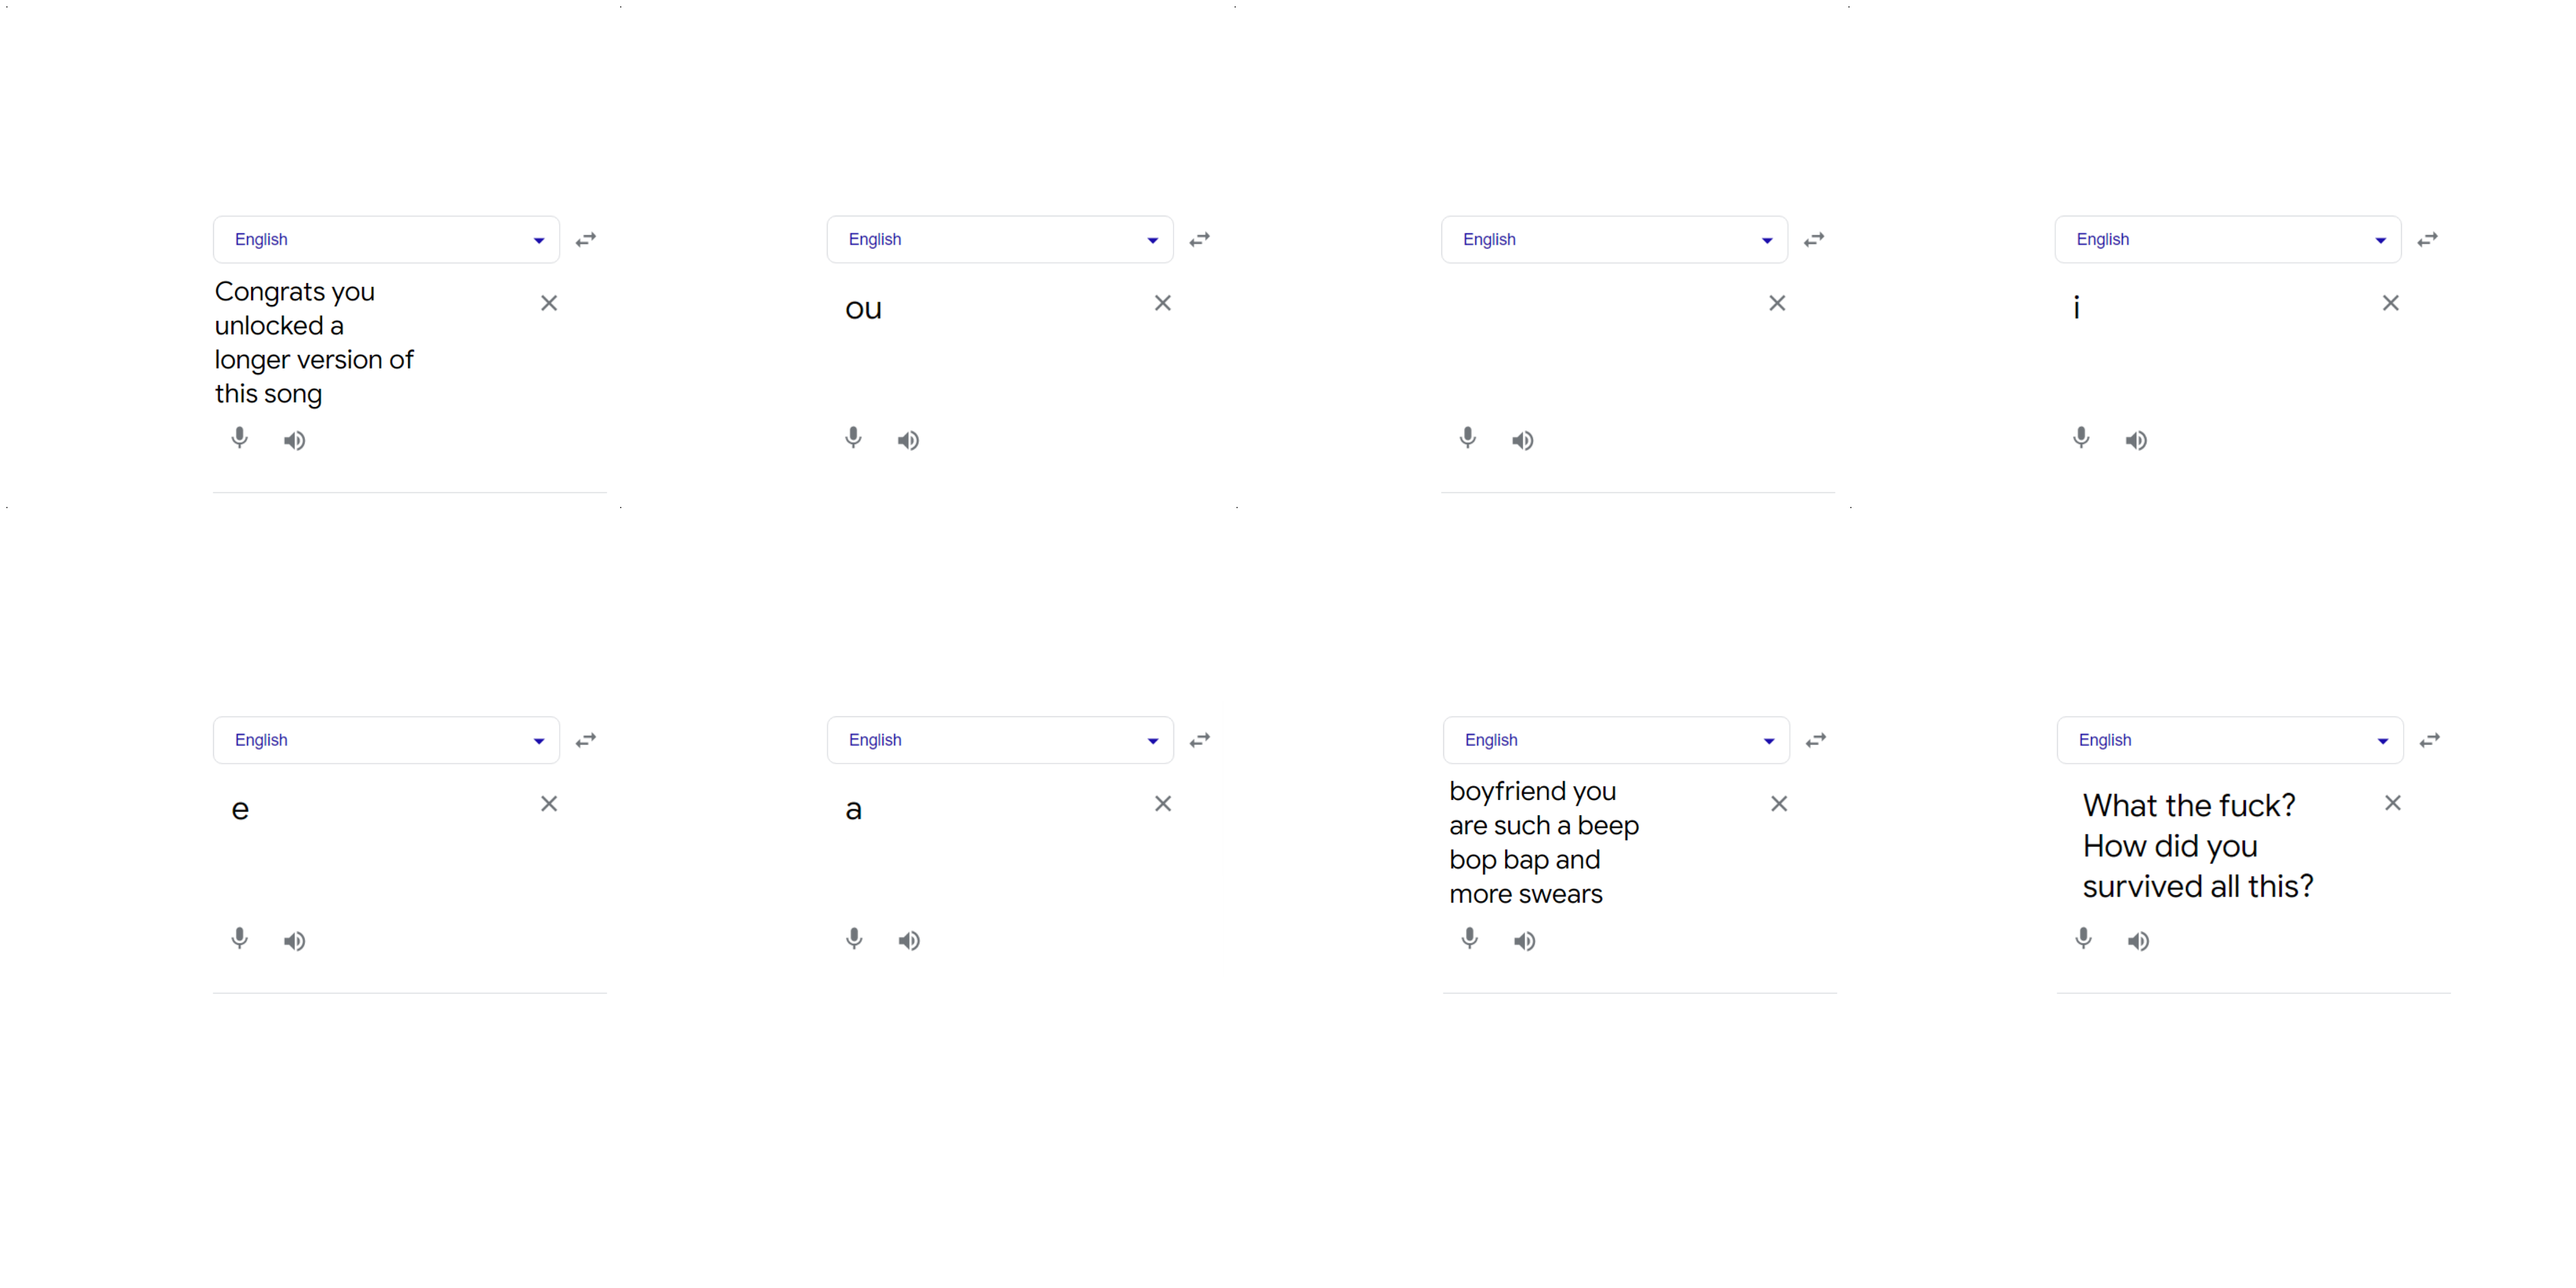 English
Congrats you
unlocked a
longer version of
this song
English
ou
English
English
i
English
e
English
a
English
boyfriend you
are such a beep
bop bap and
more swears
English
What the fuck?
How did you
survived all this?